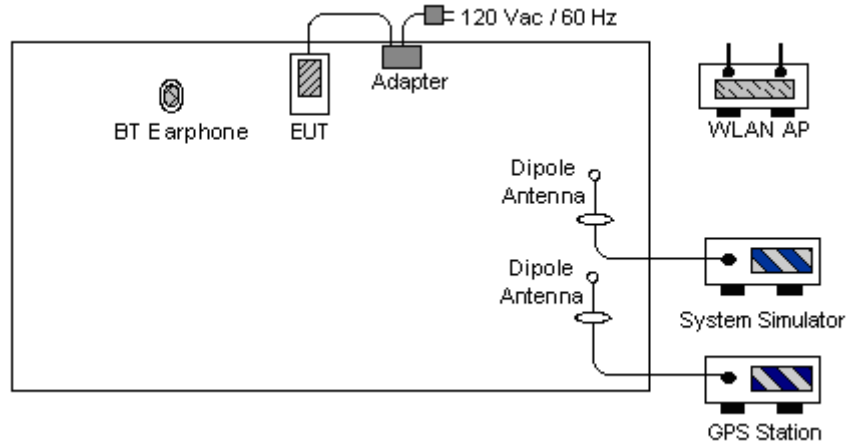 120 Vac / 60 Hz
Adapter
BT Earphone
EUT
WLAN AP
Dipole
Antenna
Dipole
Antenna
System Simulator
GPS Station